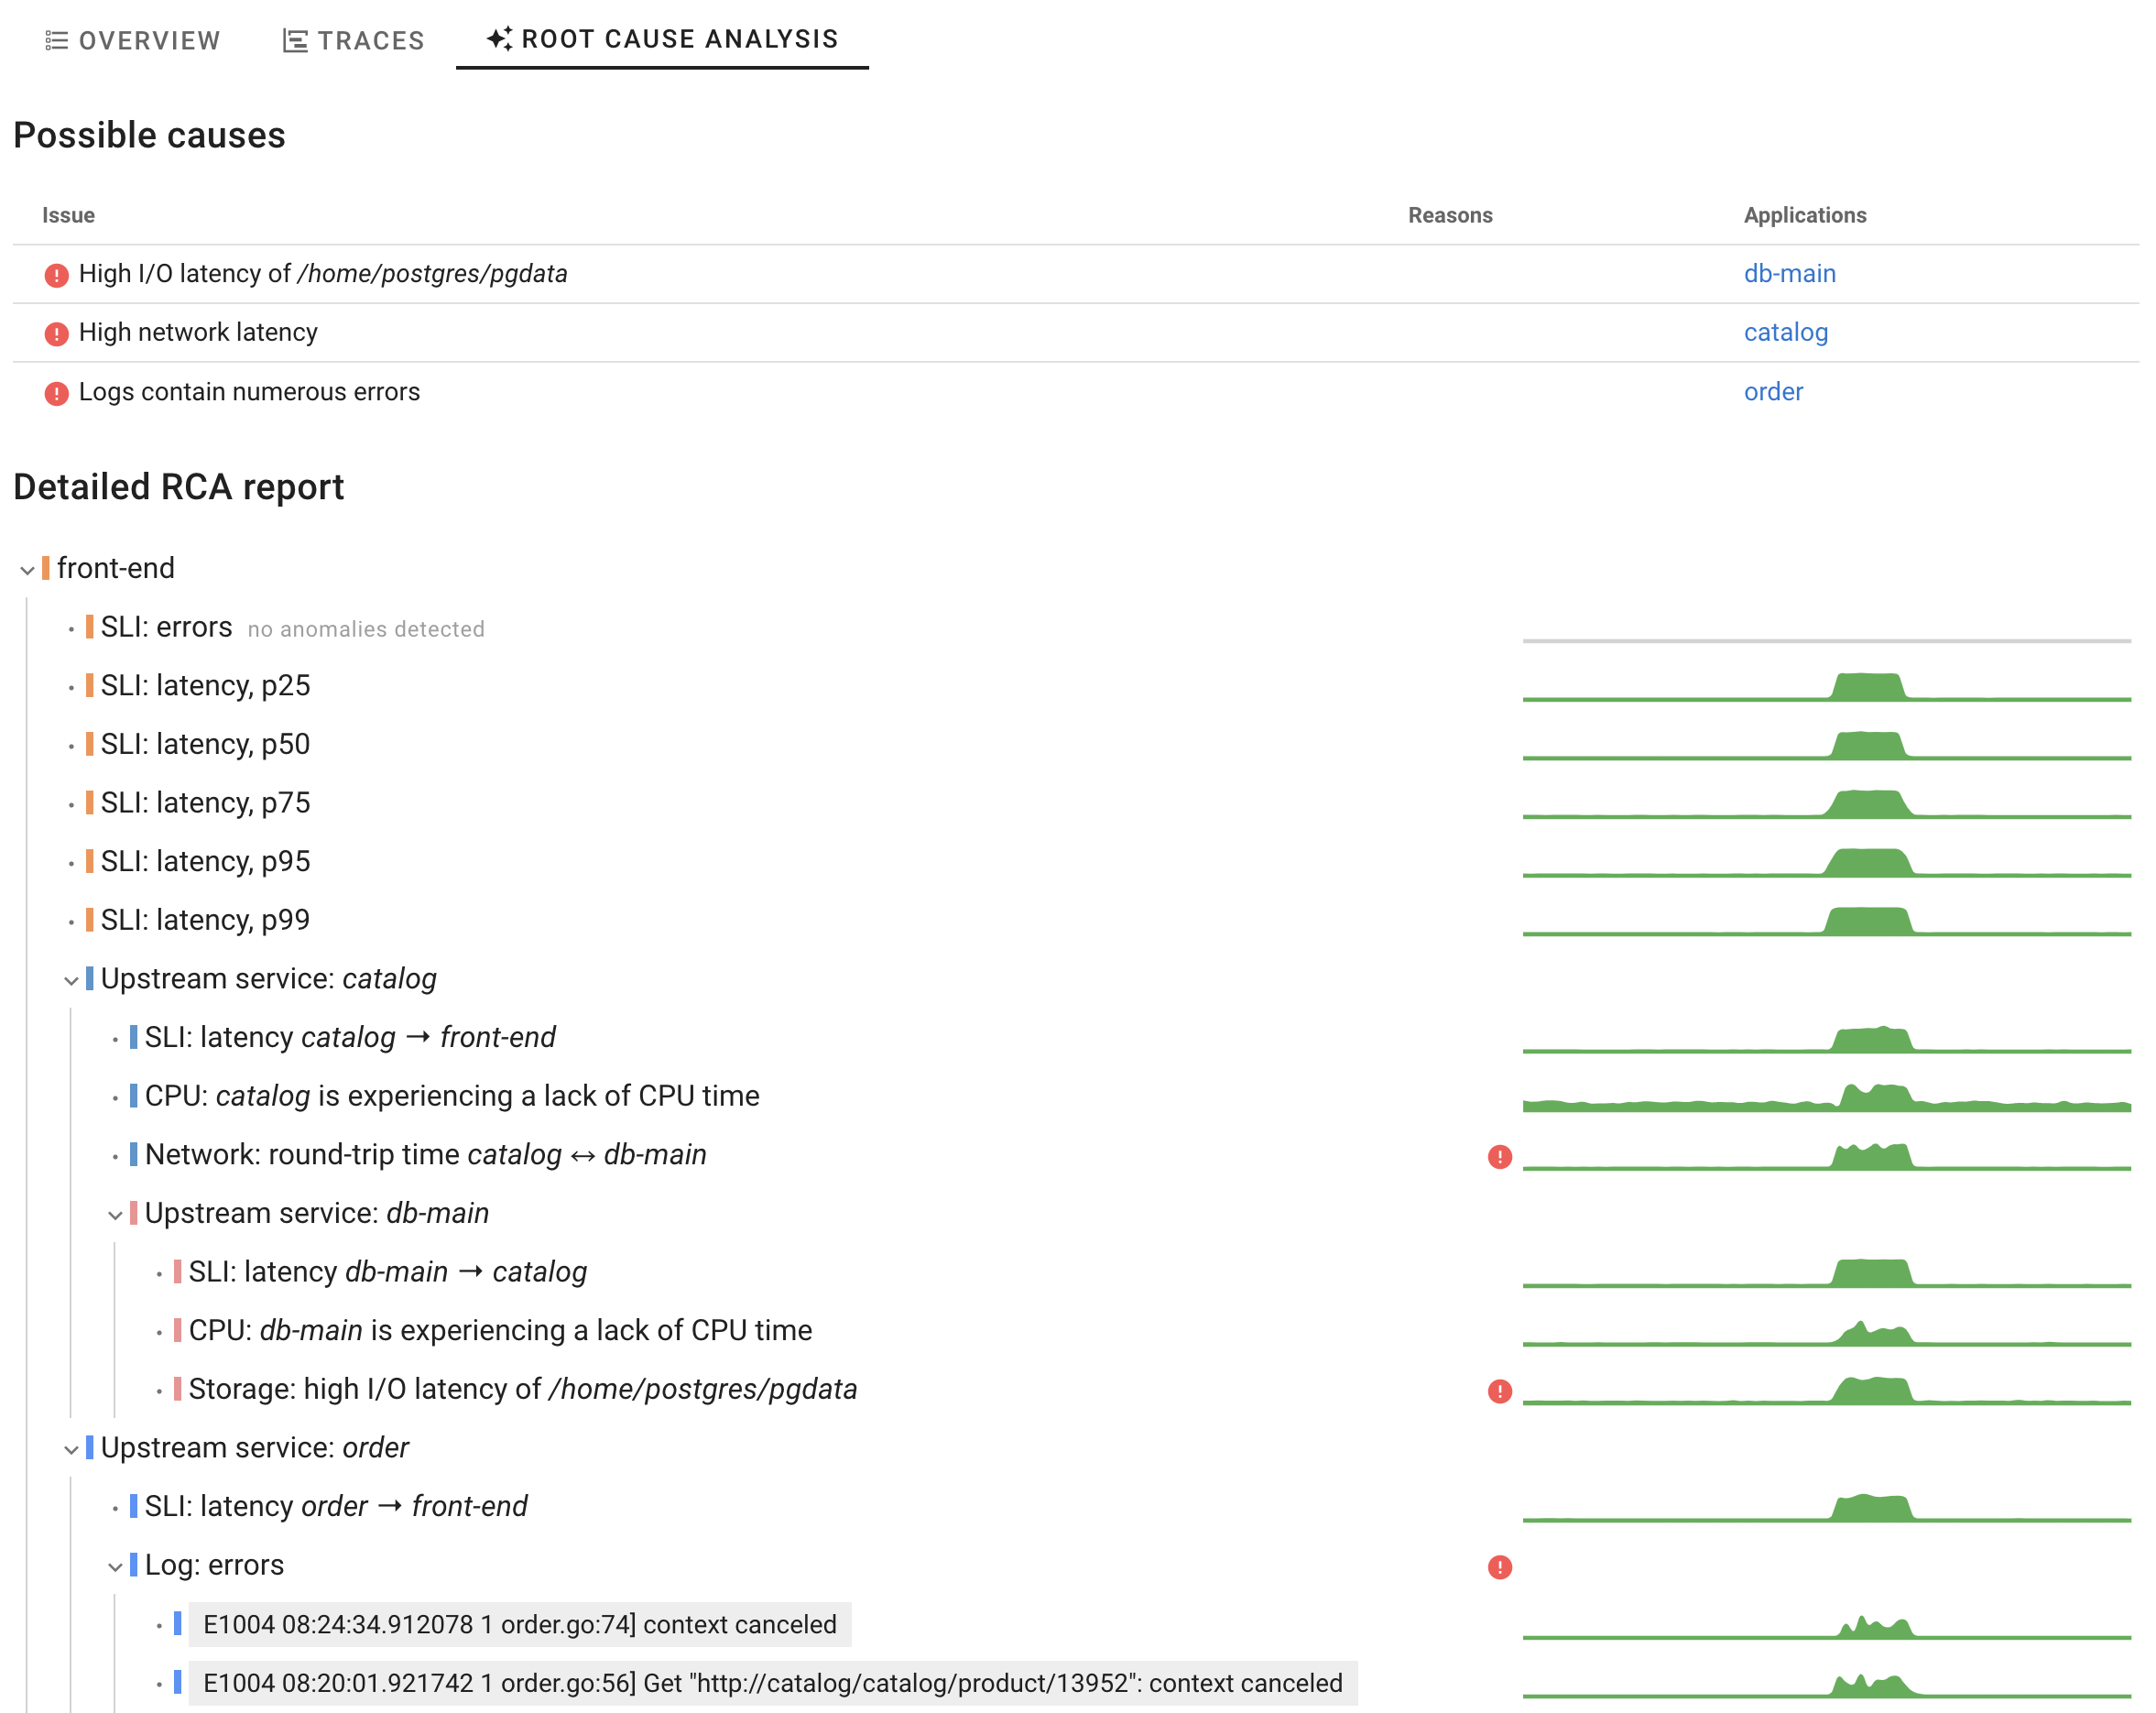 OVERVIEW TRACES ROOT CAUSE ANALYSIS
Possible causes
Issue Reasons Applications
High I/O latency of /home/postgres/pgdata db-main
High network latency catalog
Logs contain numerous errors order
Detailed RCA report
front-end
SLI: errors no anomalies detected
SLI: latency, p25
SLI: latency, p50
SLI: latency, p75
SLI: latency, p95
SLI: latency, p99
Upstream service: catalog
SLI: latency catalog → front-end
CPU: catalog is experiencing a lack of CPU time
Network: round-trip time catalog ↔ db-main
Upstream service: db-main
SLI: latency db-main → catalog
CPU: db-main is experiencing a lack of CPU time
Storage: high I/O latency of /home/postgres/pgdata
Upstream service: order
SLI: latency order → front-end
Log: errors
E1004 08:24:34.912078 1 order.go:74] context canceled
E1004 08:20:01.921742 1 order.go:56] Get "http://catalog/catalog/product/13952": context canceled